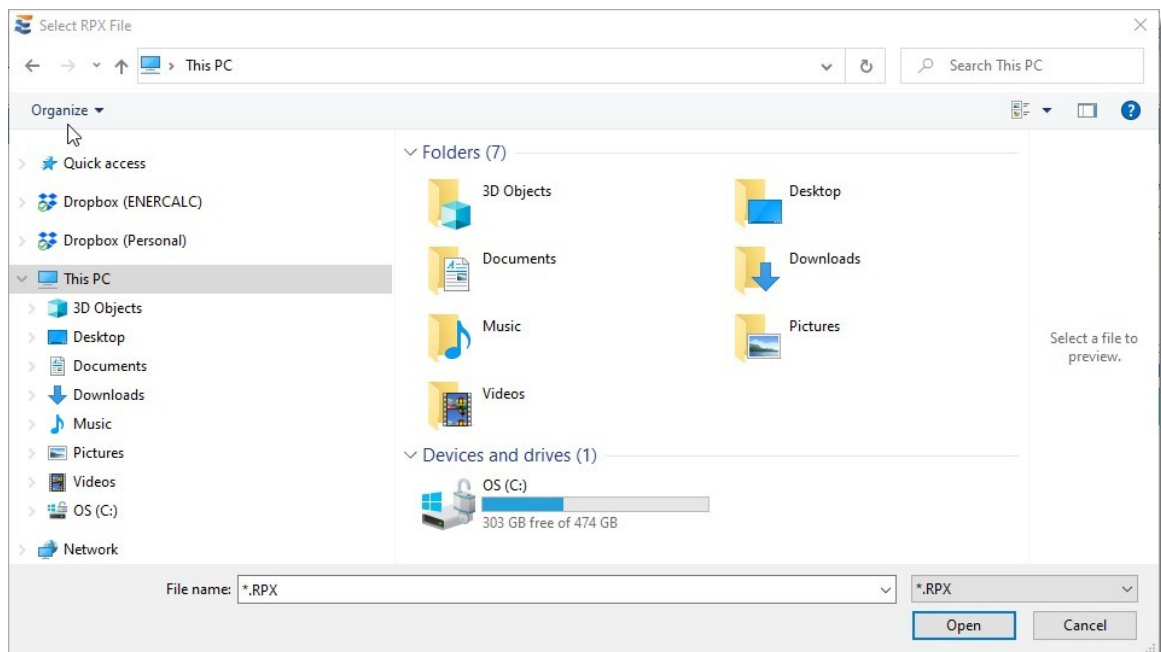 Select RPX File
This PC
Search This PC
Organize
Quick access
Dropbox (ENERCALC)
Dropbox (Personal)
This PC
3D Objects
Desktop
Documents
Downloads
Music
Pictures
Videos
OS (C:)
Network
Folders (7)
3D Objects
Desktop
Documents
Downloads
Music
Pictures
Videos
Devices and drives (1)
OS (C:)
303 GB free of 474 GB
Select a file to
preview.
File name: *.RPX
*.RPX
Open
Cancel